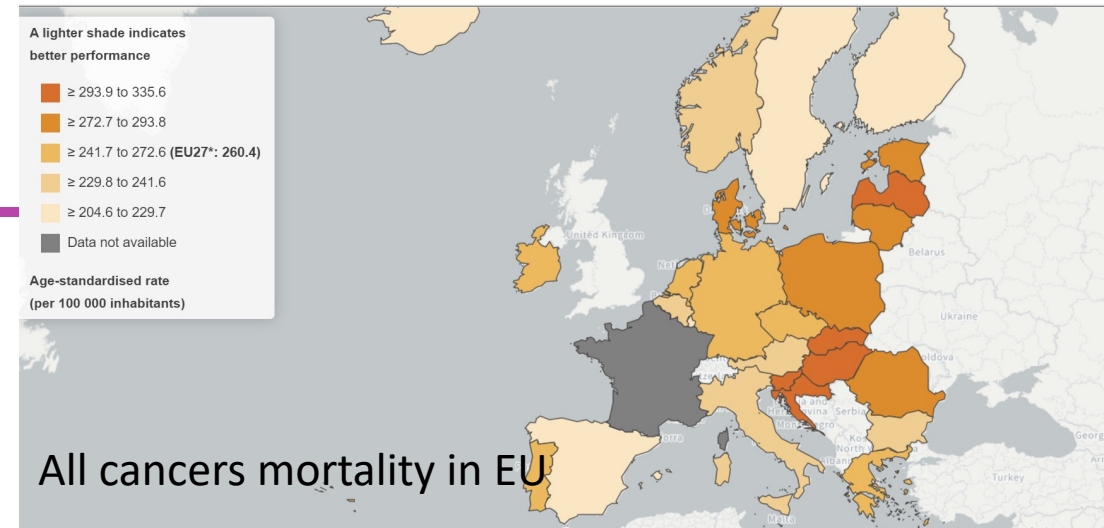 A lighter shade indicates
better performance
≥ 293.9 to 335.6
≥ 272.7 to 293.8
≥ 241.7 to 272.6 (EU27*: 260.4)
≥ 229.8 to 241.6
≥ 204.6 to 229.7
Data not available
Age-standardised rate
(per 100 000 inhabitants)
United Kingdom
Belarus
Ukraine
Serbia
Turkey
Malta
All cancers mortality in EU